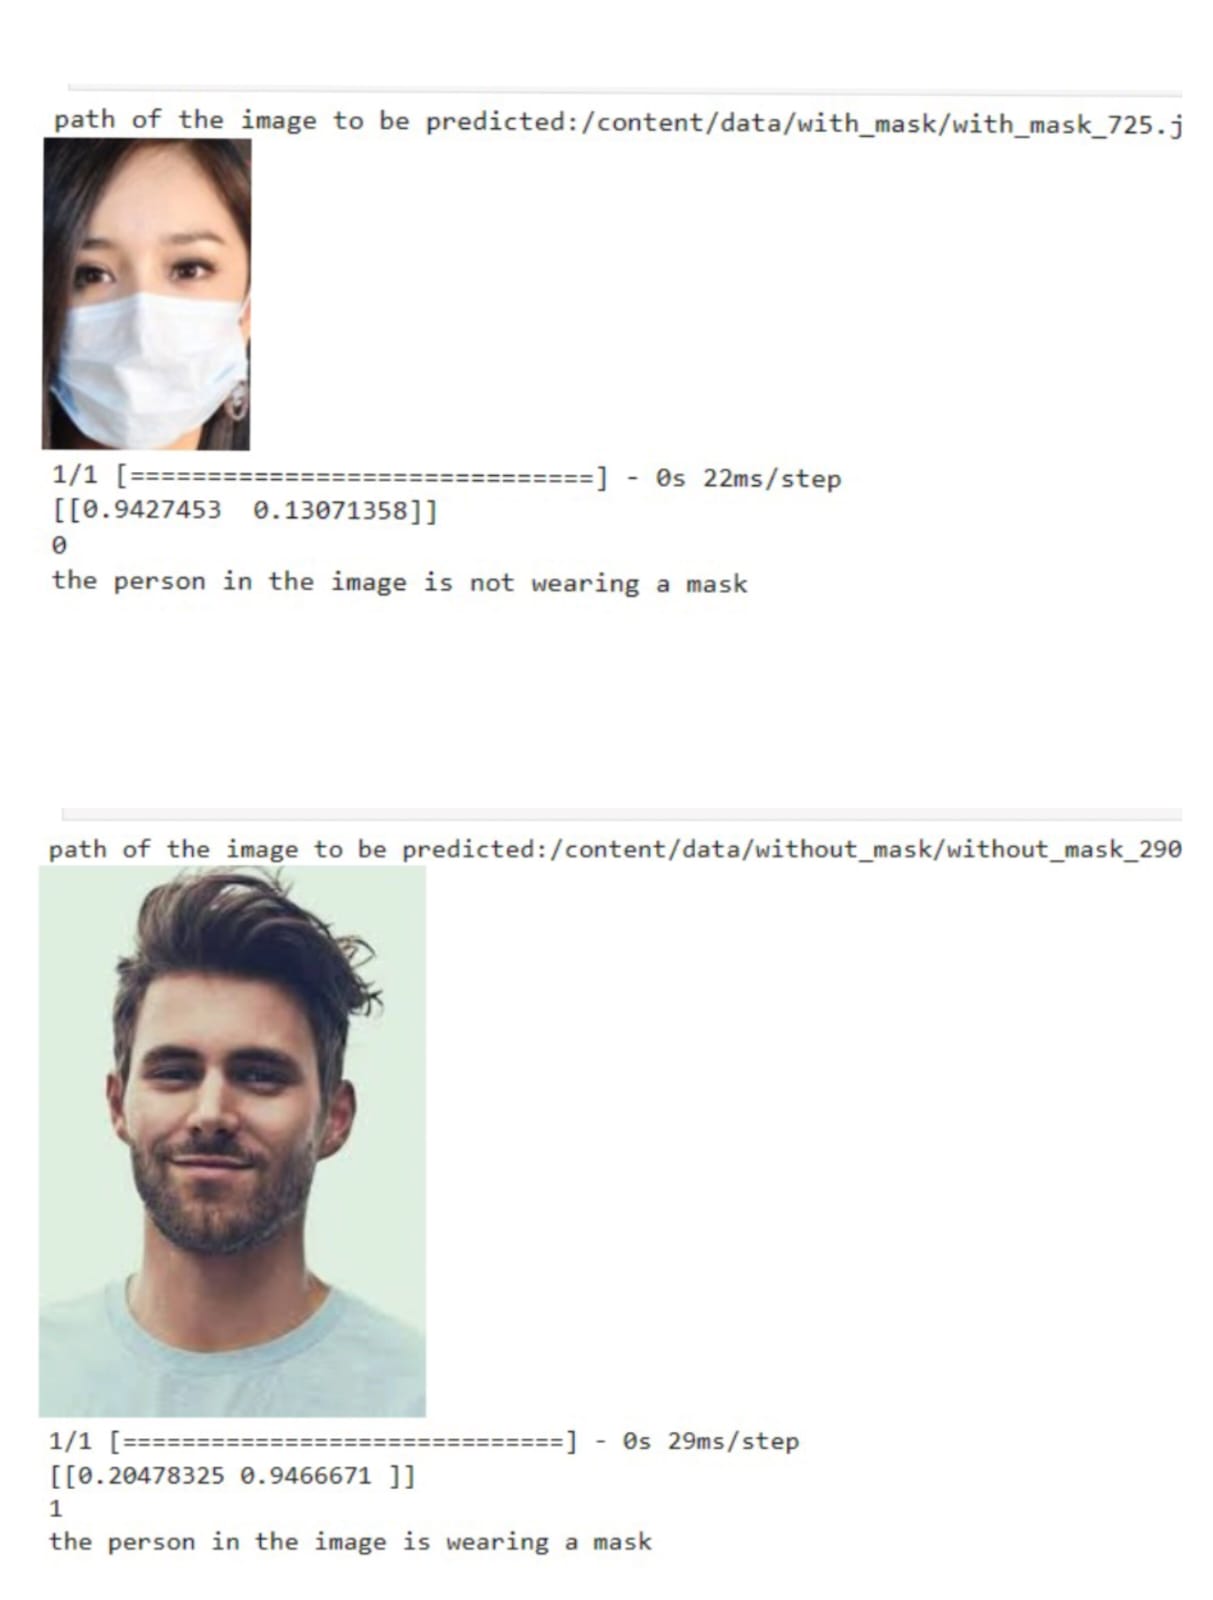 path of the image to be predicted:/content/data/with_mask/with_mask_725.j
1/1 [==============================] - 0s 22ms/step
[[0.9427453  0.13071358]]
0
the person in the image is not wearing a mask
path of the image to be predicted:/content/data/without_mask/without_mask_290
1/1 [==============================] - 0s 29ms/step
[[0.20478325 0.9466671 ]]
1
the person in the image is wearing a mask